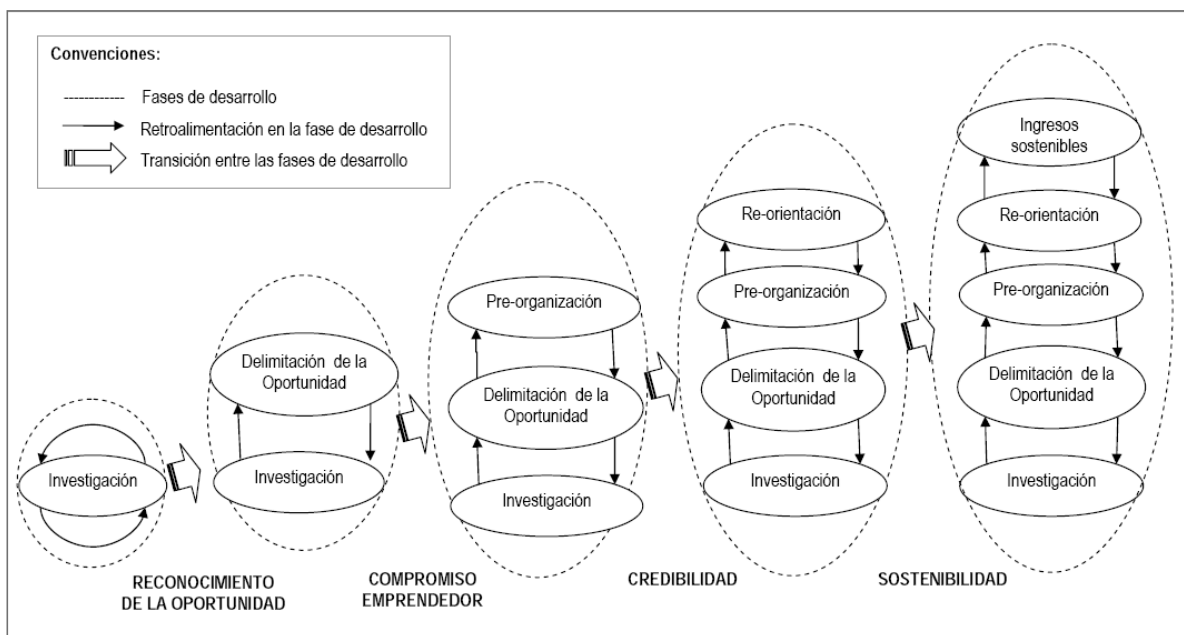 Convenciones:
Fases de desarrollo
Retroalimentación en la fase de desarrollo
Transición entre las fases de desarrollo
Investigación
Delimitación de la
Oportunidad
Investigación
Pre-organización
Delimitación de la
Oportunidad
Investigación
Re-orientación
Pre-organización
Delimitación de la
Oportunidad
Investigación
Ingresos
sostenibles
Re-orientación
Pre-organización
Delimitación de la
Oportunidad
Investigación
RECONOCIMIENTO
DE LA OPORTUNIDAD
COMPROMISO
EMPRENDEDOR
CREDIBILIDAD
SOSTENIBILIDAD